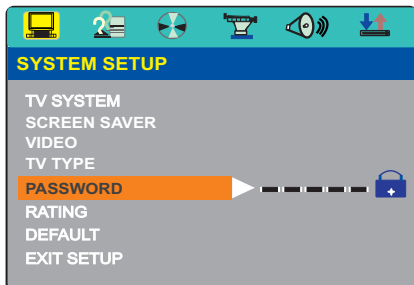 SYSTEM SETUP
TV SYSTEM
SCREEN SAVER
VIDEO
TV TYPE
PASSWORD
RATING
DEFAULT
EXIT SETUP